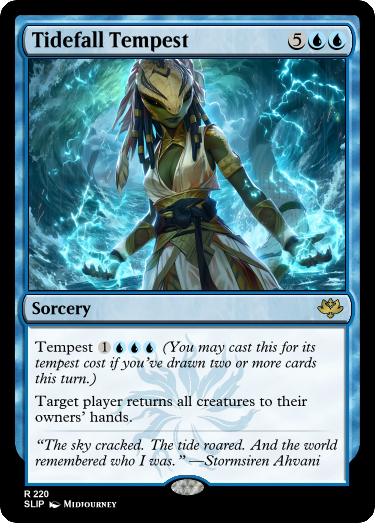 Tidefall Tempest 5
Sorcery
Tempest 1 (You may cast this for its
tempest cost if you've drawn two or more cards
this turn.)
Target player returns all creatures to their
owners' hands.
"The sky cracked. The tide roared. And the world
remembered who I was." —Stormsiren Ahvani
R 220
SLIP Midjourney